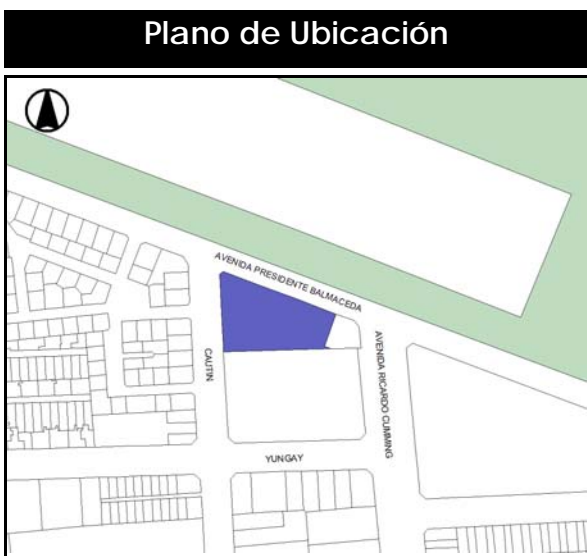 Plano de Ubicación
AVENIDA PRESIDENTE BALMACEDA
CAUTIN
AVENIDA RICARDO CUMMING
YUNGAY